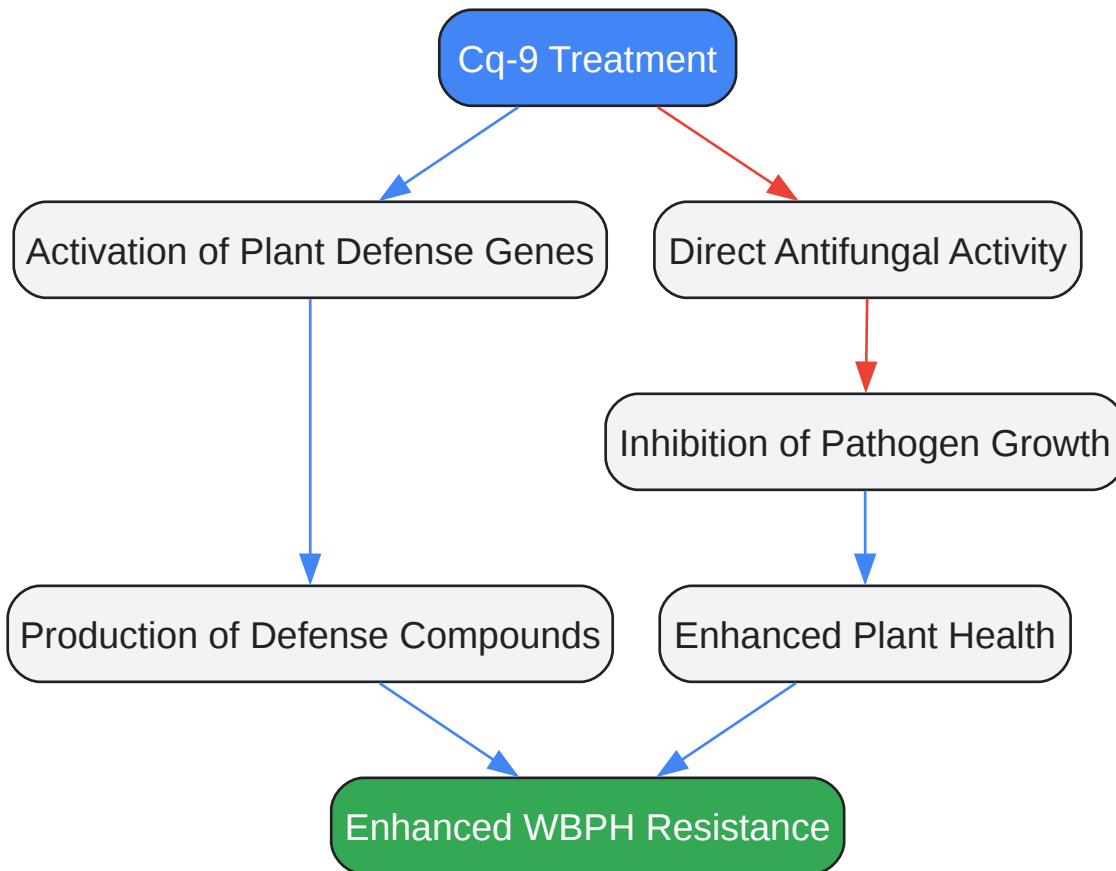 Cq-9 Treatment
Activation of Plant Defense Genes
Direct Antifungal Activity
Inhibition of Pathogen Growth
Production of Defense Compounds
Enhanced Plant Health
Enhanced WBPH Resistance